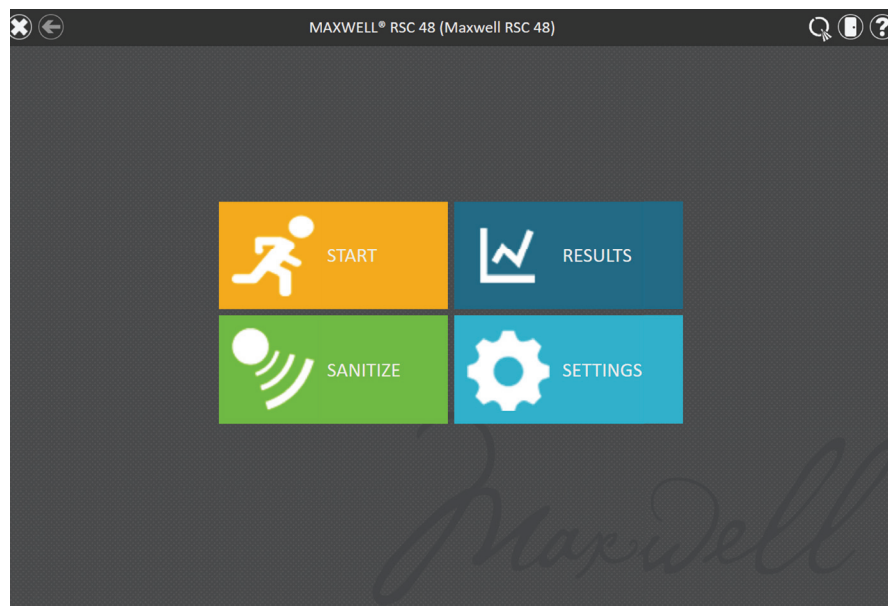 MAXWELL® RSC 48 (Maxwell RSC 48)
?
START
RESULTS
SANITIZE
SETTINGS
Maxwell